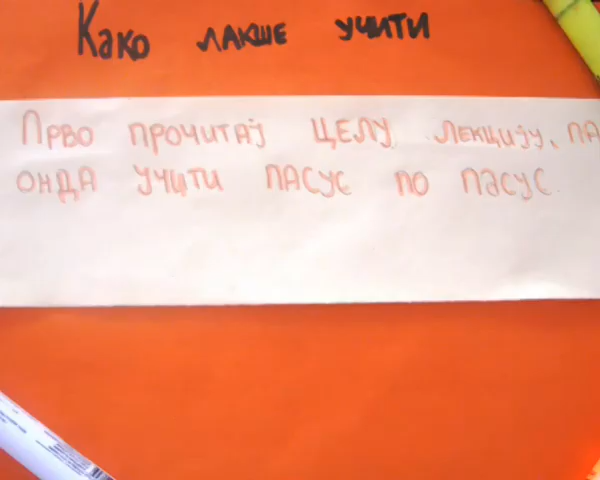 Како лакше учити
Прво прочитај целу лекцију, па
онда учити пасус по пасус.